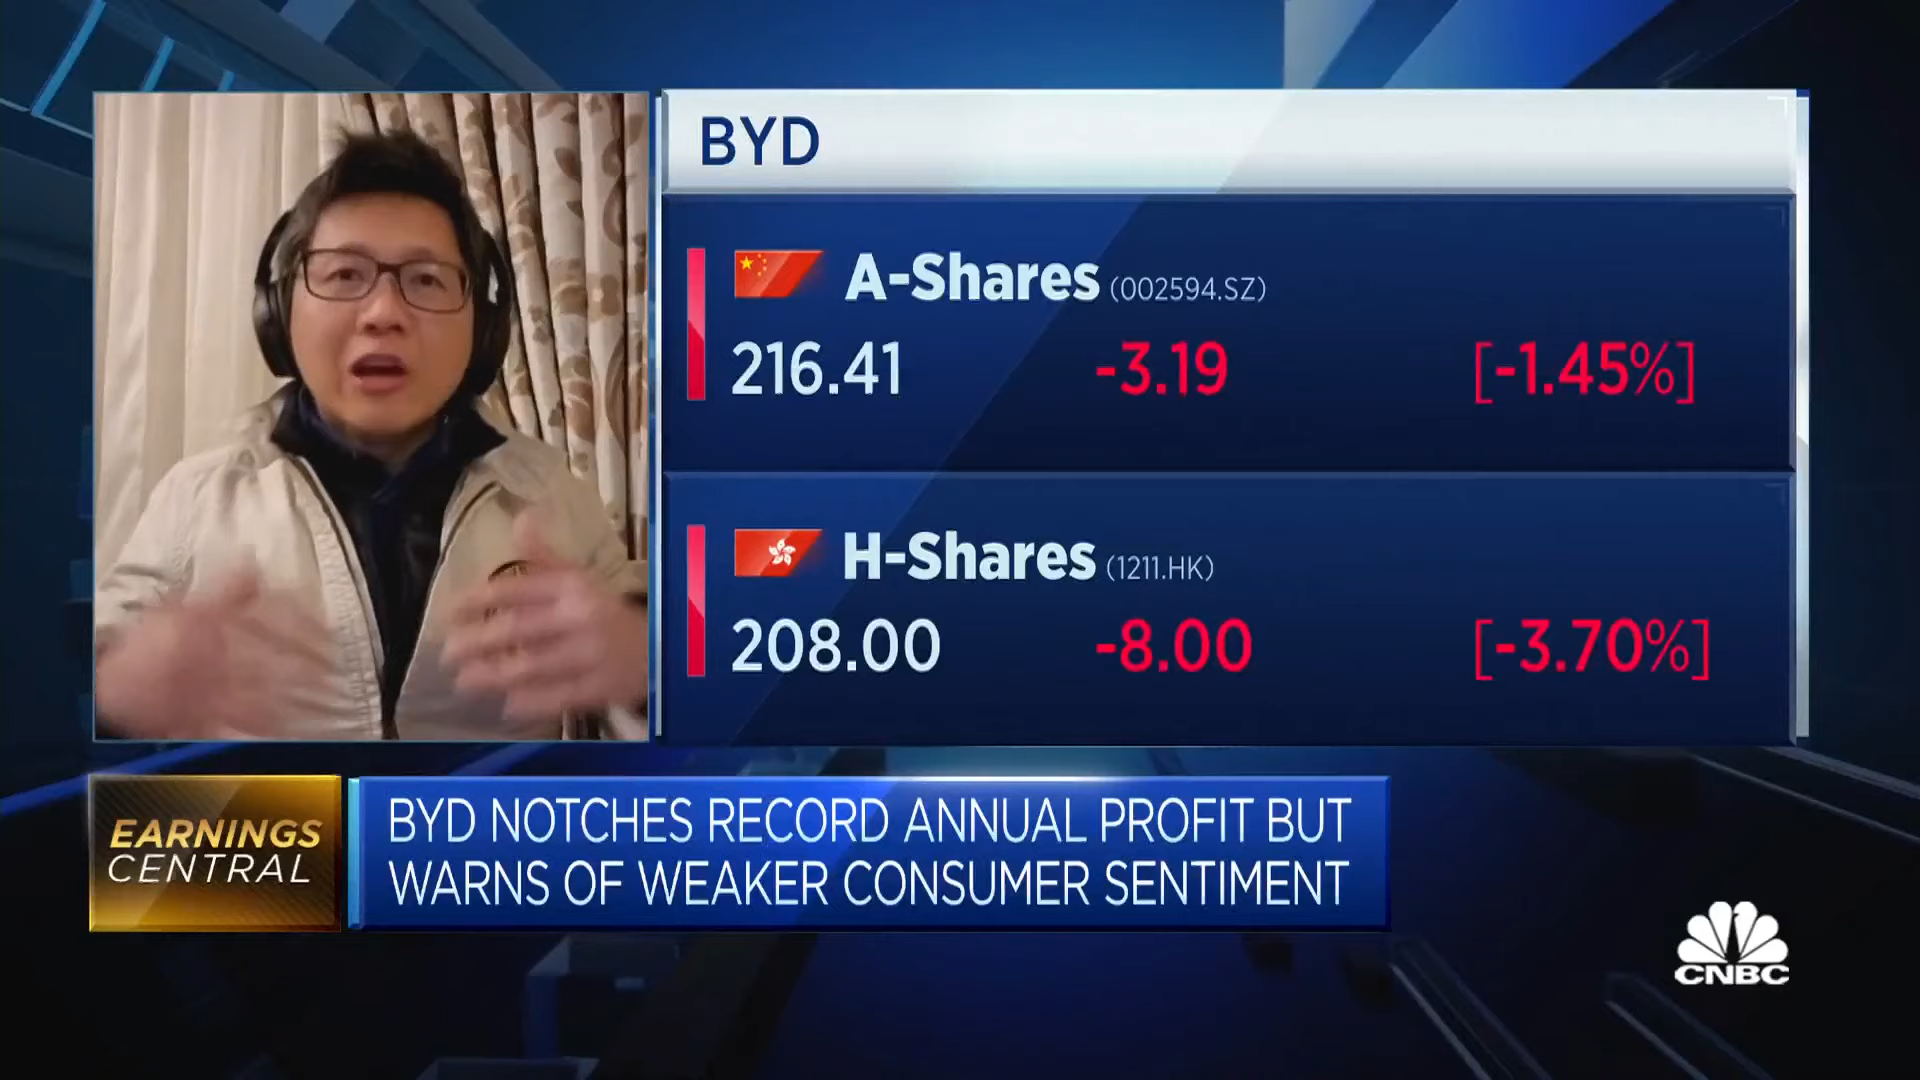 BYD
A-Shares (002594.SZ)
216.41 -3.19 [-1.45%]
H-Shares (1211.HK)
208.00 -8.00 [-3.70%]
EARNINGS
CENTRAL
BYD NOTCHES RECORD ANNUAL PROFIT BUT
WARNS OF WEAKER CONSUMER SENTIMENT
CNBC